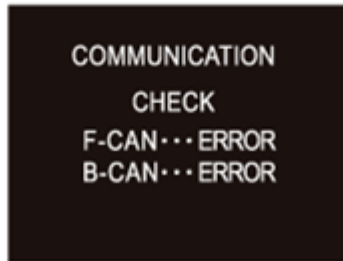 COMMUNICATION
CHECK
F-CAN··· ERROR
B-CAN··· ERROR